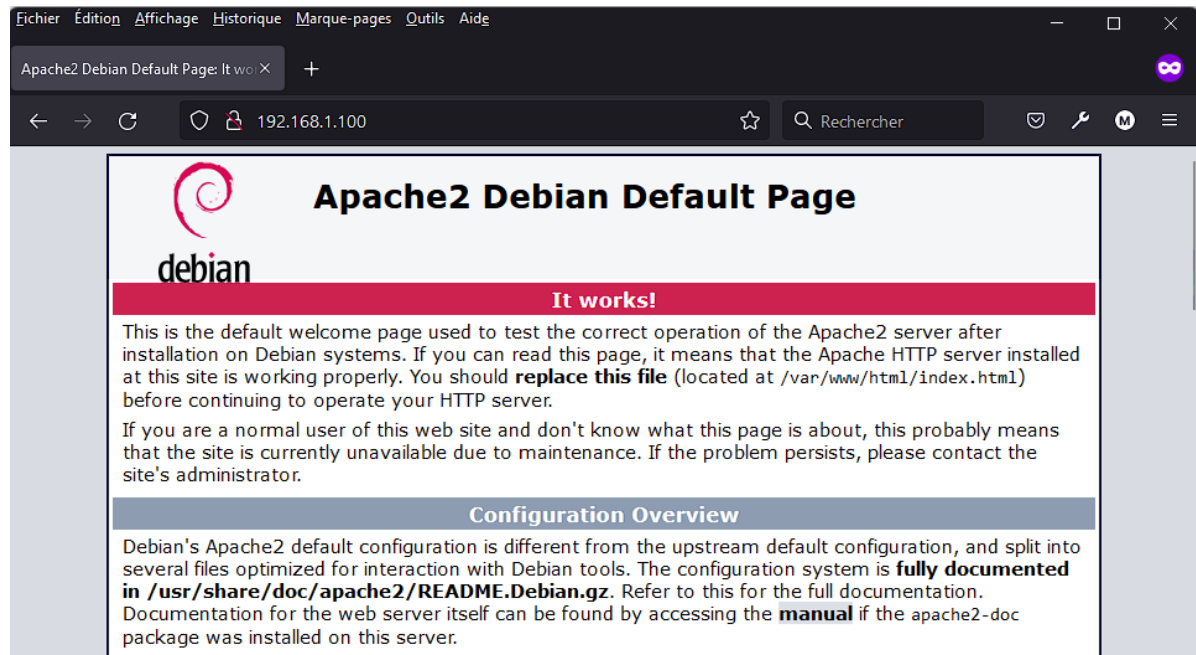 Fichier Édition Affichage Historique Marque-pages Outils Aide
Apache2 Debian Default Page: It wo
192.168.1.100
Rechercher
M
debian
Apache2 Debian Default Page
It works!
This is the default welcome page used to test the correct operation of the Apache2 server after
installation on Debian systems. If you can read this page, it means that the Apache HTTP server installed
at this site is working properly. You should replace this file (located at /var/www/html/index.html)
before continuing to operate your HTTP server.
If you are a normal user of this web site and don't know what this page is about, this probably means
that the site is currently unavailable due to maintenance. If the problem persists, please contact the
site's administrator.
Configuration Overview
Debian's Apache2 default configuration is different from the upstream default configuration, and split into
several files optimized for interaction with Debian tools. The configuration system is fully documented
in /usr/share/doc/apache2/README.Debian.gz. Refer to this for the full documentation.
Documentation for the web server itself can be found by accessing the manual if the apache2-doc
package was installed on this server.